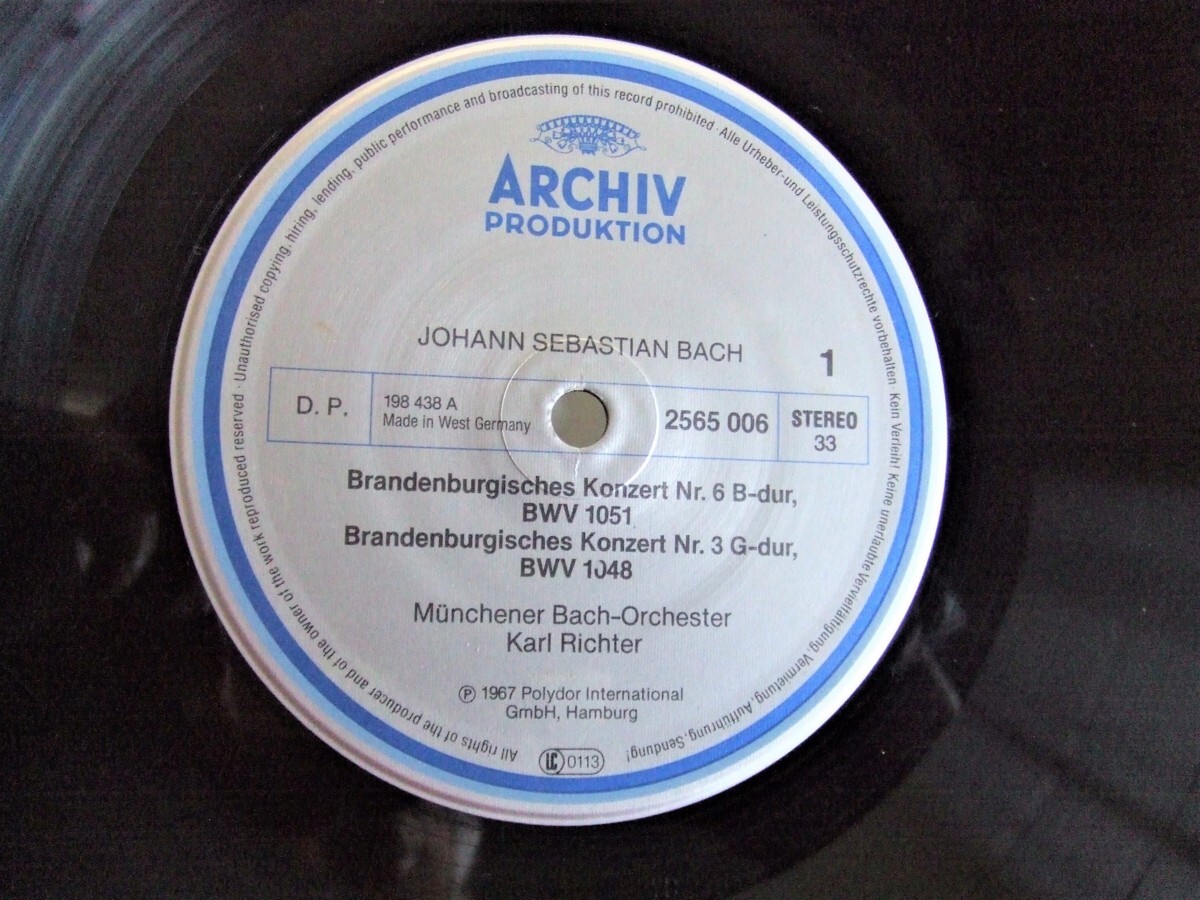 All rights of the producer and of the owner of the work reproduced reserved · Unauthorised copying, hiring, lending, public performance and broadcasting of this record prohibited · Alle Urheber- und Leistungsschutzrechte vorbehalten · Kein Verleih! Keine unerlaubte Vervielfältigung, Vermietung, Aufführung, Sendung!
ARCHIV
PRODUKTION
JOHANN SEBASTIAN BACH
1
D. P.
198 438 A
Made in West Germany
2565 006
STEREO
33
Brandenburgisches Konzert Nr. 6 B-dur,
BWV 1051
Brandenburgisches Konzert Nr. 3 G-dur,
BWV 1048
Münchener Bach-Orchester
Karl Richter
℗ 1967 Polydor International
GmbH, Hamburg
LC 0113